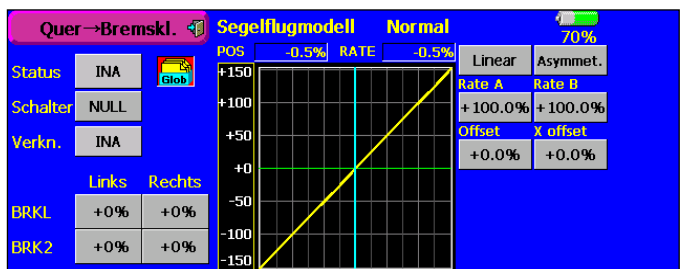 Quer→Bremskl.
Segelflugmodell Normal
70%
POS -0.5% RATE -0.5%
Linear Asymmet.
Status INA Glob
Rate A Rate B
+100.0% +100.0%
Schalter NULL
Offset X offset
+0.0% +0.0%
Verkn. INA
Links Rechts
BRKL +0% +0%
BRK2 +0% +0%
+150
+100
+50
+0
-50
-100
-150